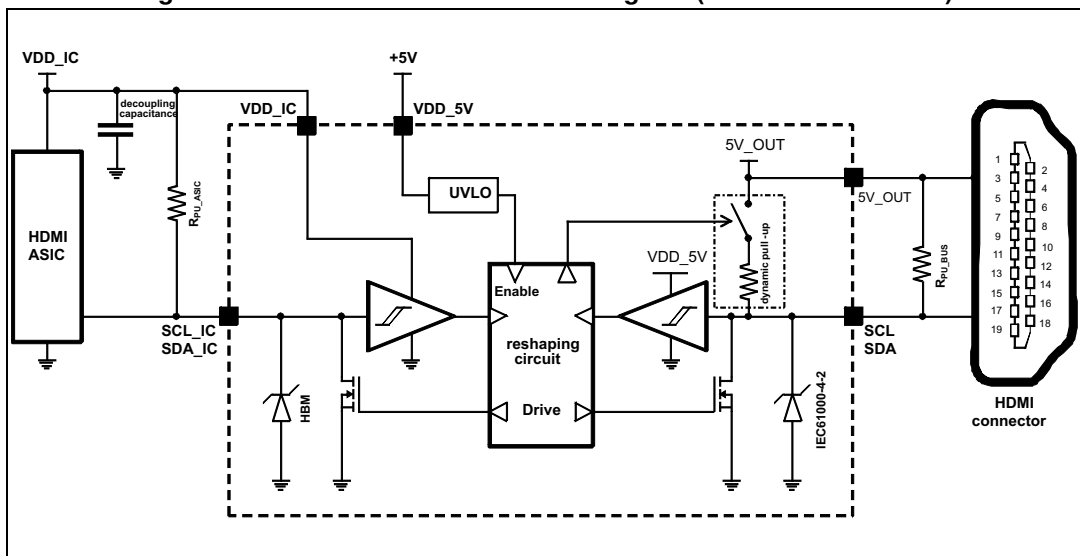 VDD_IC
+5V
decoupling
capacitance
VDD_IC
VDD_5V
5V_OUT
1
2
3
4
5
6
7
8
9
10
11
12
13
14
15
16
17
18
19
RPU_ASIC
UVLO
5V_OUT
HDMI
ASIC
VDD_5V
dynamic pull -up
RPU_BUS
Enable
SCL_IC
SDA_IC
reshaping
circuit
SCL
SDA
HBM
Drive
IEC61000-4-2
HDMI
connector